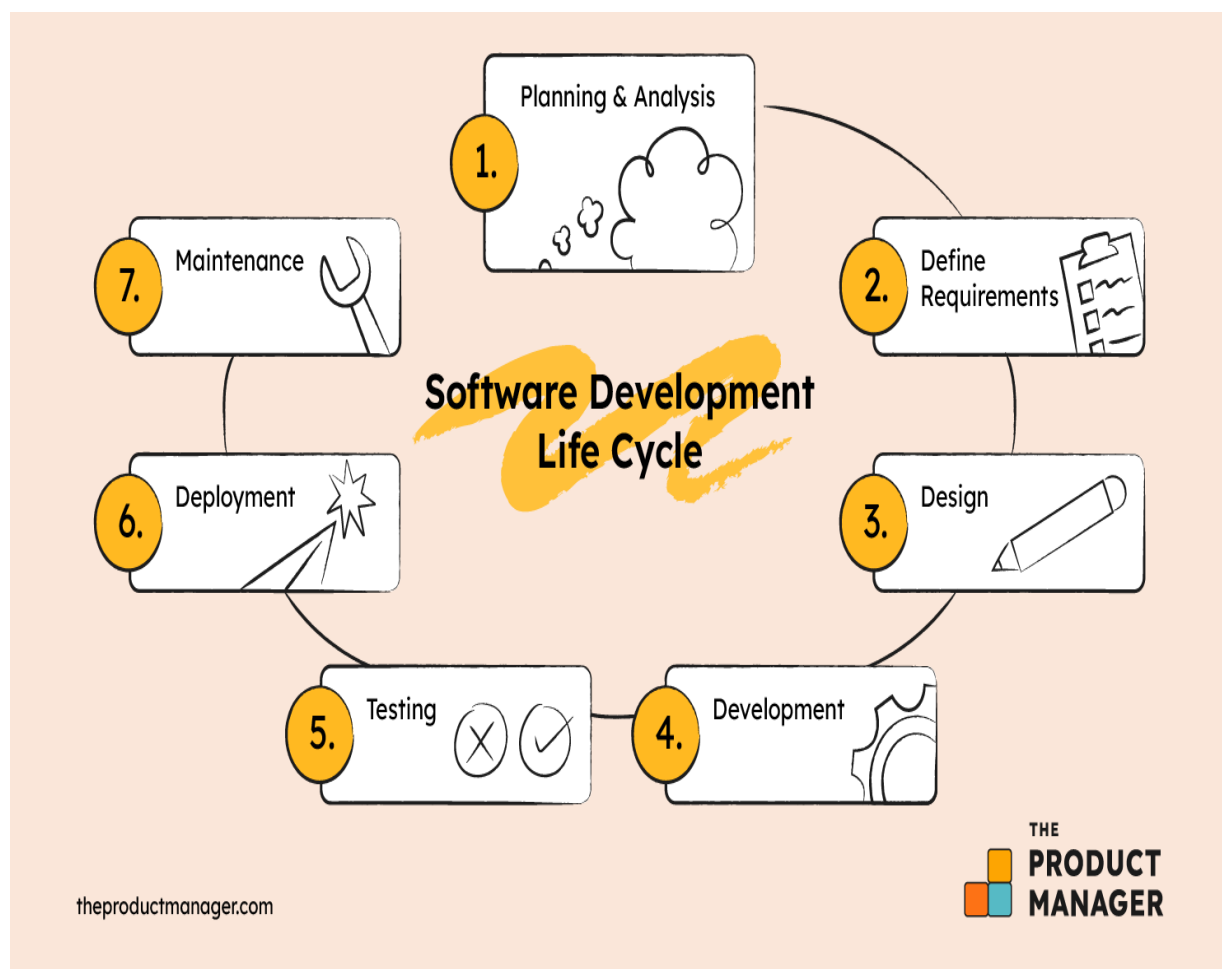 Planning & Analysis
1.
Define
Requirements
2.
Design
3.
Development
4.
Testing
5.
Deployment
6.
Maintenance
7.
Software Development
Life Cycle
theproductmanager.com
THE
PRODUCT
MANAGER